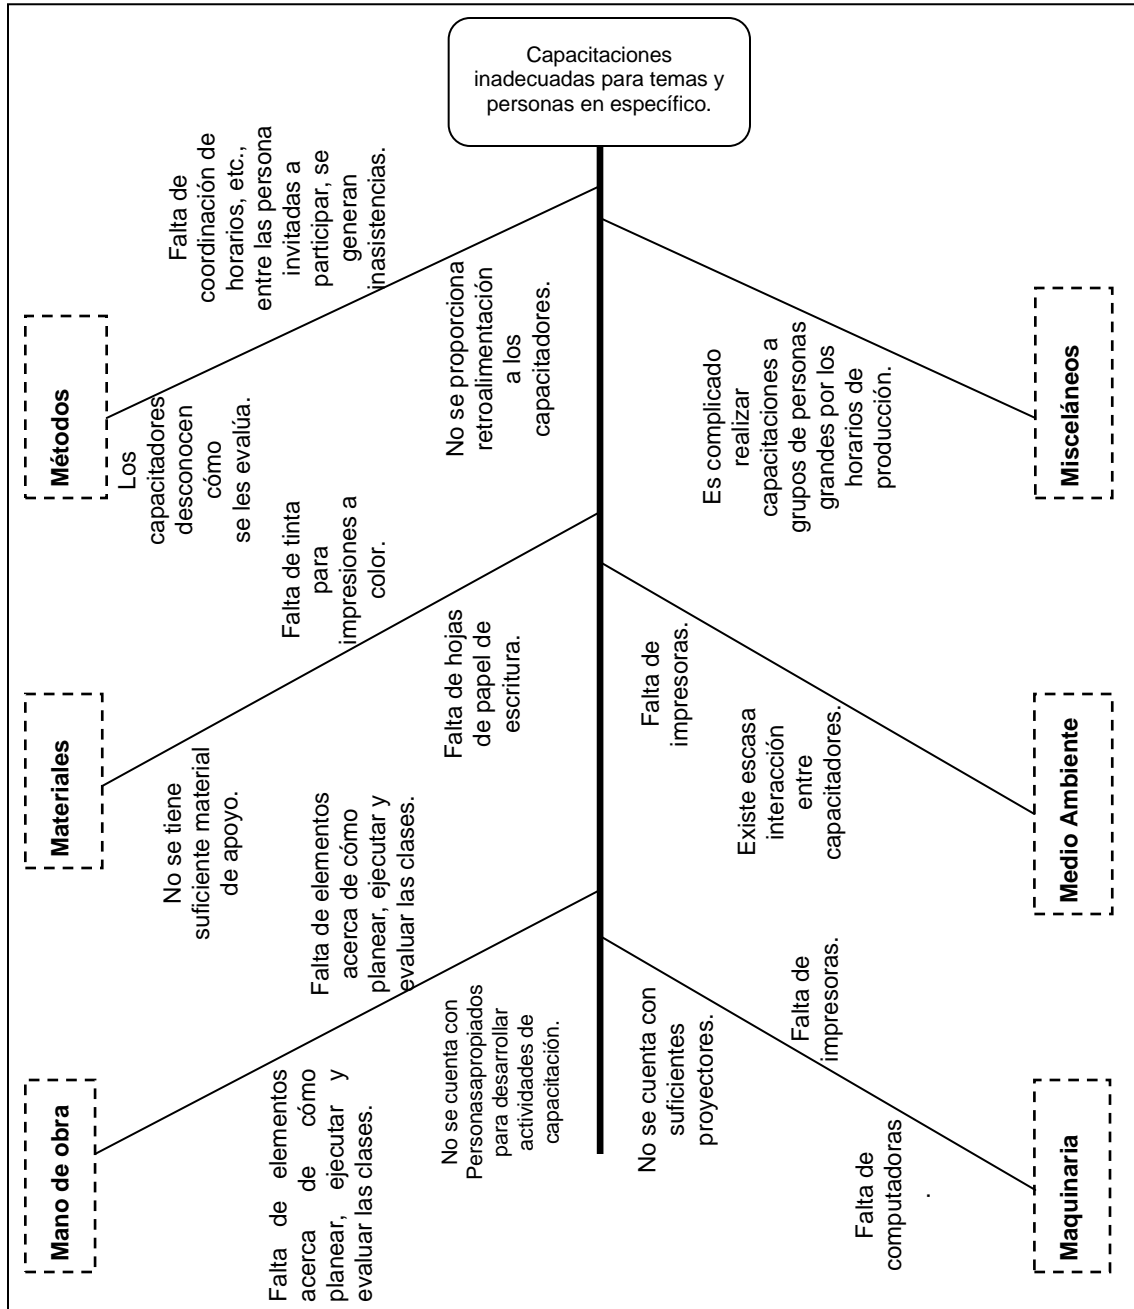 Capacitaciones
inadecuadas para temas y
personas en específico.
Mano de obra
Materiales
Métodos
Falta de elementos
acerca de cómo
planear, ejecutar y
evaluar las clases.
Falta de elementos
acerca de cómo
planear, ejecutar y
evaluar las clases.
No se cuenta con
Personasapropiados
para desarrollar
actividades de
capacitación.
No se tiene
suficiente material
de apoyo.
Falta de tinta
para
impresiones a
color.
Falta de hojas
de papel de
escritura.
Los
capacitadores
desconocen
cómo
se les evalúa.
Falta de
coordinación de
horarios, etc.,
entre las persona
invitadas a
participar, se
generan
inasistencias.
No se proporciona
retroalimentación
a los
capacitadores.
No se cuenta con
suficientes
proyectores.
Falta de
impresoras.
Falta de
computadoras
.
Falta de
impresoras.
Existe escasa
interacción
entre
capacitadores.
Es complicado
realizar
capacitaciones a
grupos de personas
grandes por los
horarios de
producción.
Maquinaria
Medio Ambiente
Misceláneos